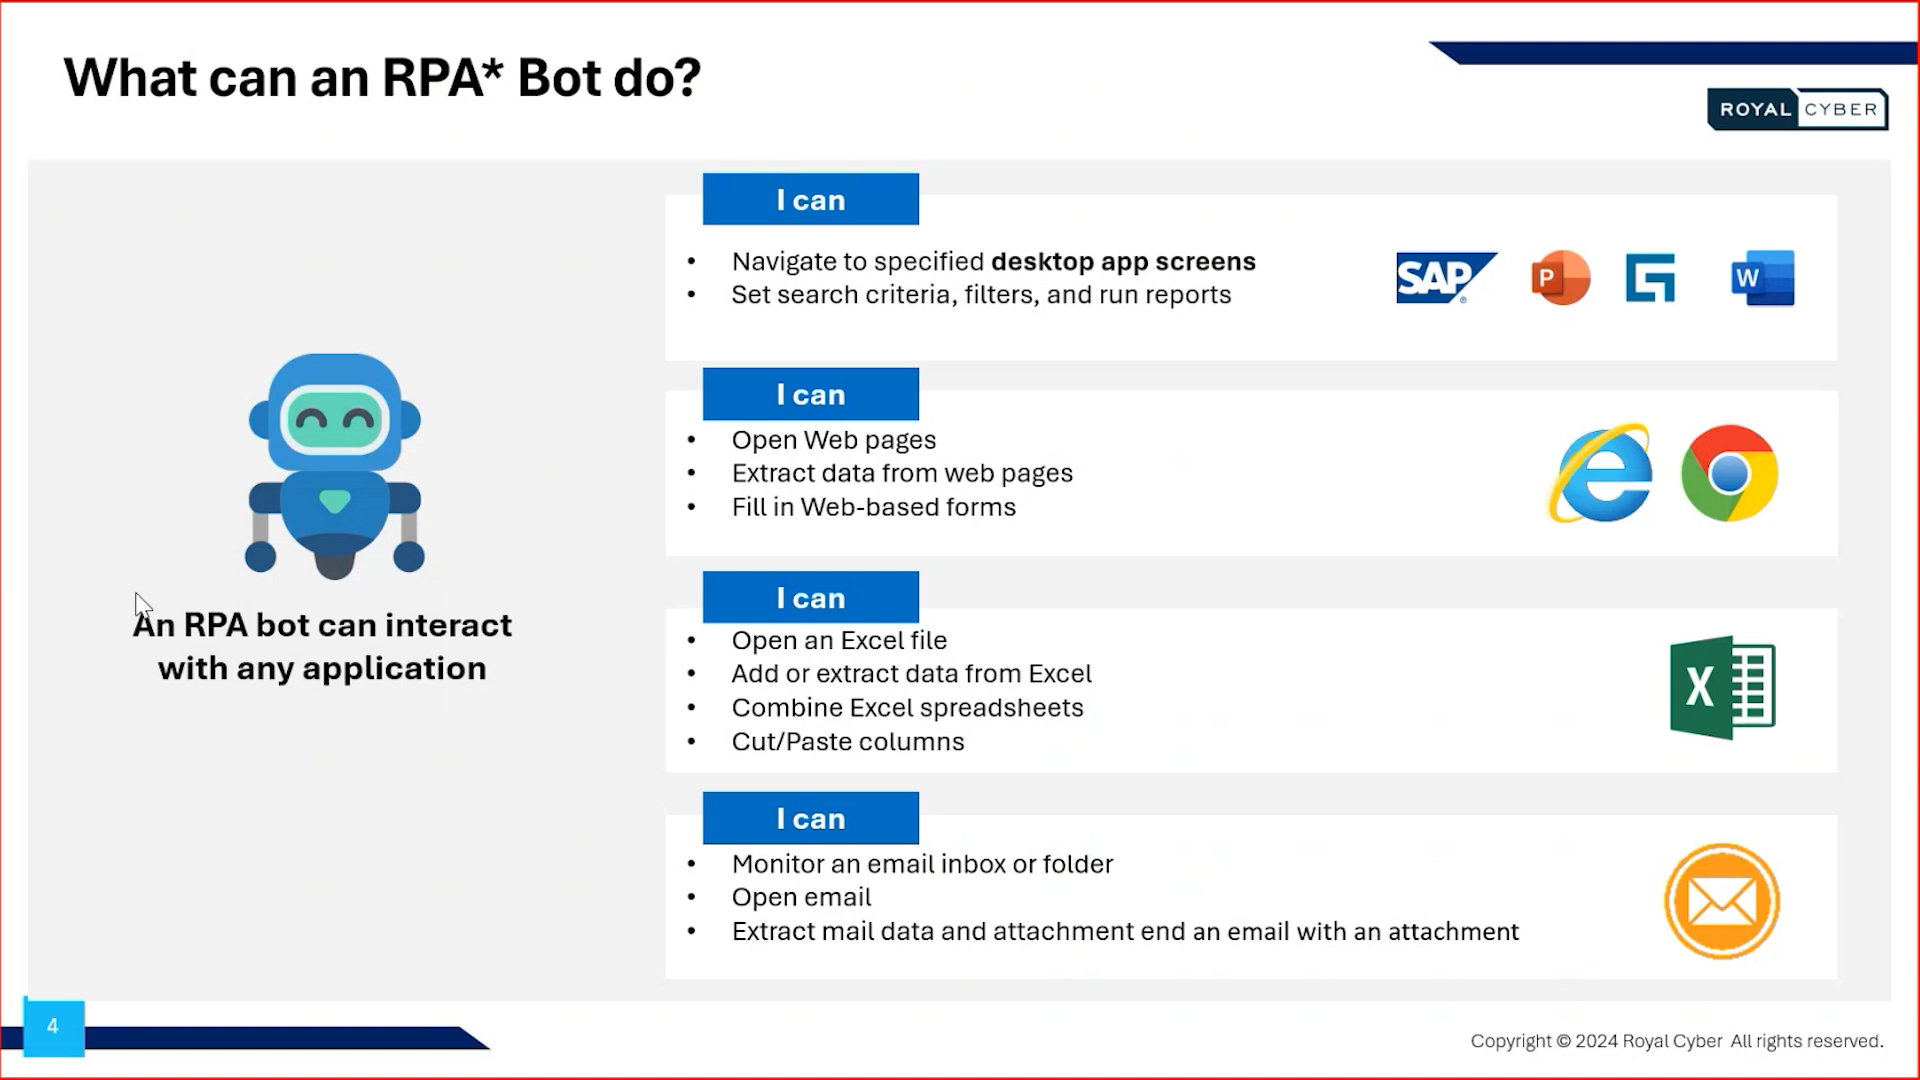 What can an RPA* Bot do?
ROYAL CYBER
I can
• Navigate to specified desktop app screens
• Set search criteria, filters, and run reports
SAP®
P
W
I can
• Open Web pages
• Extract data from web pages
• Fill in Web-based forms
An RPA bot can interact
with any application
I can
• Open an Excel file
• Add or extract data from Excel
• Combine Excel spreadsheets
• Cut/Paste columns
X
I can
• Monitor an email inbox or folder
• Open email
• Extract mail data and attachment end an email with an attachment
4
Copyright © 2024 Royal Cyber All rights reserved.